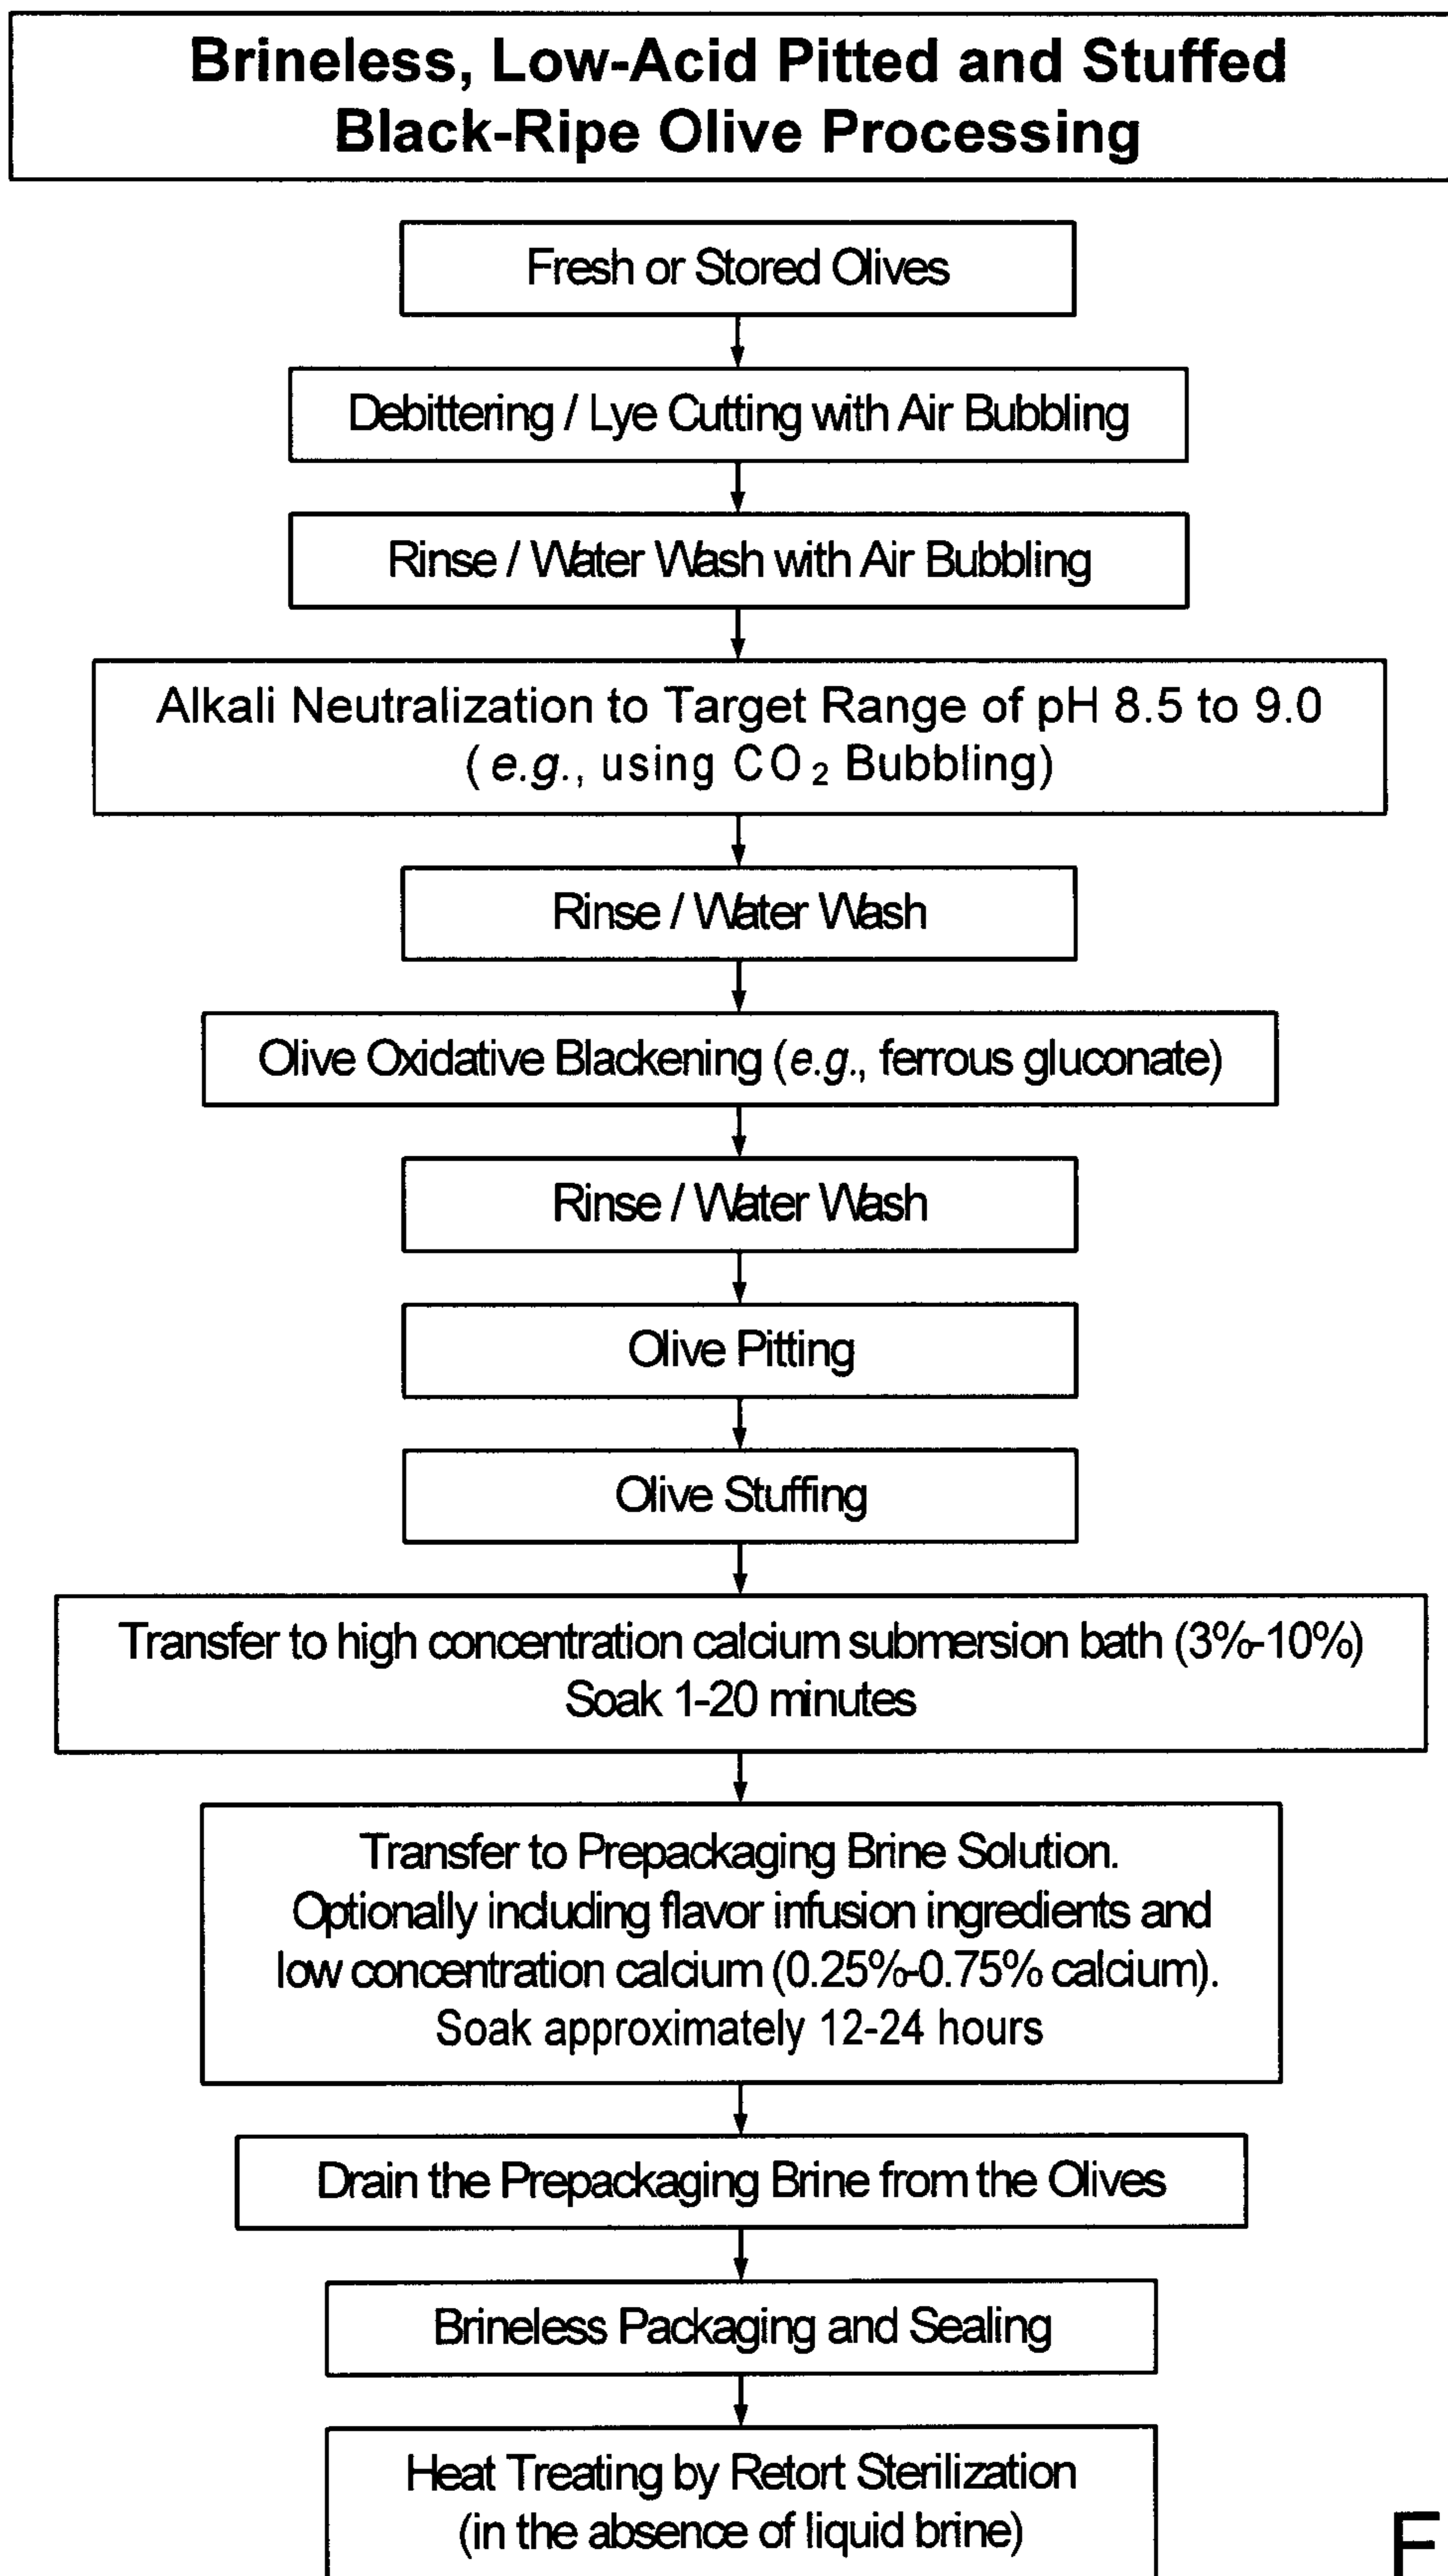 Brineless, Low-Acid Pitted and Stuffed
Black-Ripe Olive Processing
Fresh or Stored Olives
Debittering / Lye Cutting with Air Bubbling
Rinse / Water Wash with Air Bubbling
Alkali Neutralization to Target Range of pH 8.5 to 9.0
(e.g., using CO₂ Bubbling)
Rinse / Water Wash
Olive Oxidative Blackening (e.g., ferrous gluconate)
Rinse / Water Wash
Olive Pitting
Olive Stuffing
Transfer to high concentration calcium submersion bath (3%-10%)
Soak 1-20 minutes
Transfer to Prepackaging Brine Solution.
Optionally including flavor infusion ingredients and
low concentration calcium (0.25%-0.75% calcium).
Soak approximately 12-24 hours
Drain the Prepackaging Brine from the Olives
Brineless Packaging and Sealing
Heat Treating by Retort Sterilization
(in the absence of liquid brine)